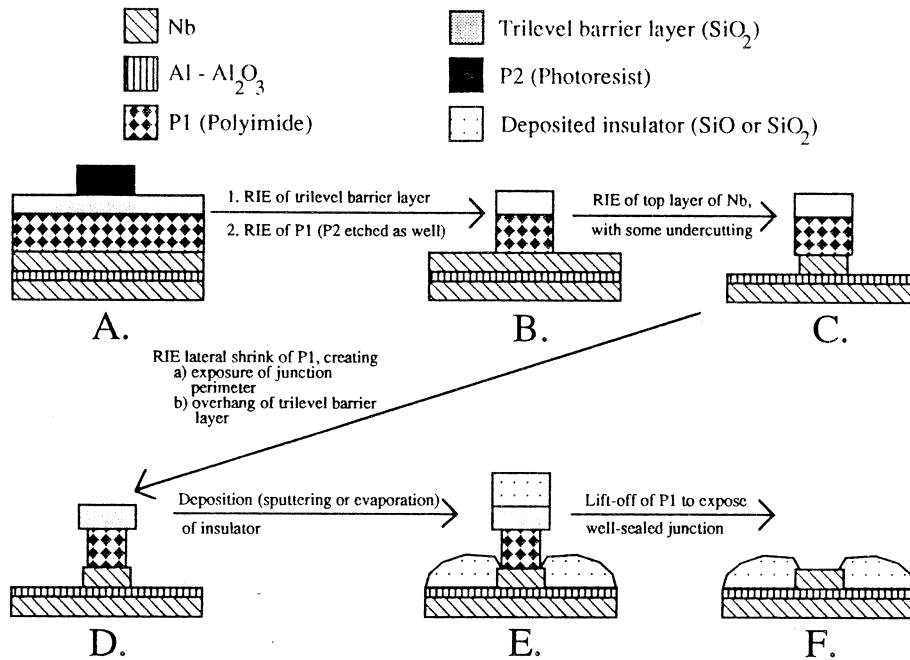 Nb
Al - Al2O3
P1 (Polyimide)
Trilevel barrier layer (SiO2)
P2 (Photoresist)
Deposited insulator (SiO or SiO2)
1. RIE of trilevel barrier layer
2. RIE of P1 (P2 etched as well)
RIE of top layer of Nb,
with some undercutting
A.
B.
C.
RIE lateral shrink of P1, creating
a) exposure of junction
perimeter
b) overhang of trilevel barrier
layer
Deposition (sputtering or evaporation)
of insulator
Lift-off of P1 to expose
well-sealed junction
D.
E.
F.